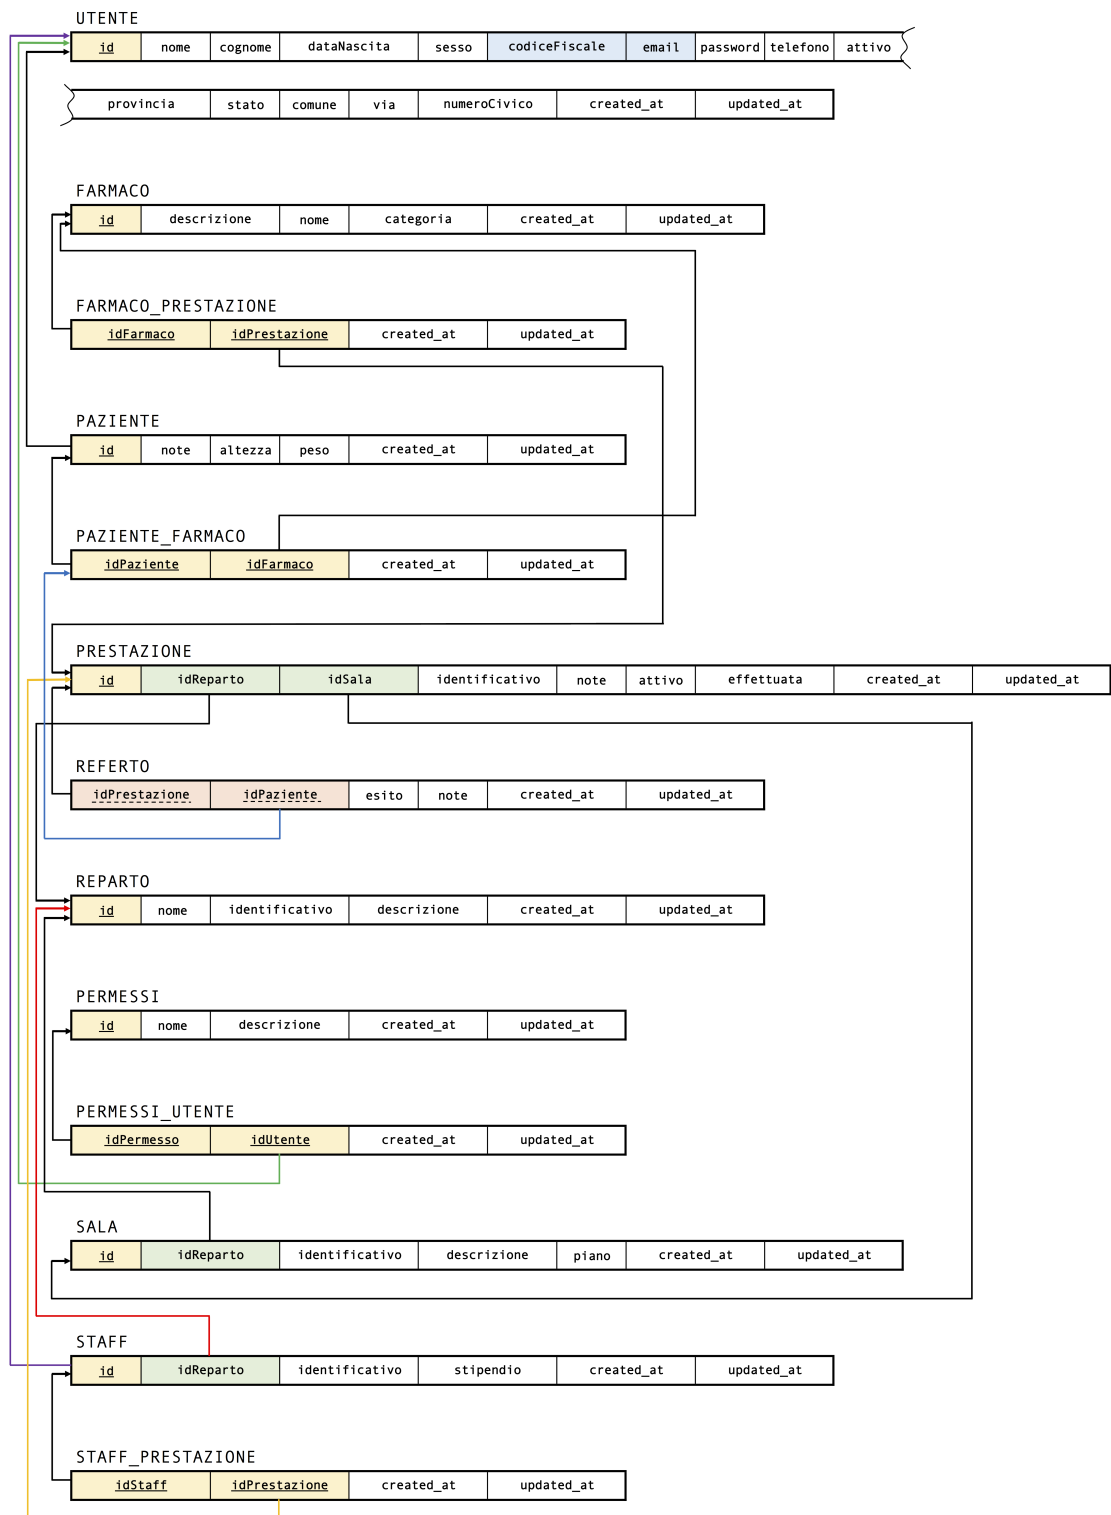 UTENTE
id nome cognome dataNascita sesso codiceFiscale email password telefono attivo
provincia stato comune via numeroCivico created_at updated_at
FARMACO
id descrizione nome categoria created_at updated_at
FARMACO_PRESTAZIONE
idFarmaco idPrestazione created_at updated_at
PAZIENTE
id note altezza peso created_at updated_at
PAZIENTE_FARMACO
idPaziente idFarmaco created_at updated_at
PRESTAZIONE
id idReparto idSala identificativo note attivo effettuata created_at updated_at
REFERTO
idPrestazione idPaziente esito note created_at updated_at
REPARTO
id nome identificativo descrizione created_at updated_at
PERMESSI
id nome descrizione created_at updated_at
PERMESSI_UTENTE
idPermesso idUtente created_at updated_at
SALA
id idReparto identificativo descrizione piano created_at updated_at
STAFF
id idReparto identificativo stipendio created_at updated_at
STAFF_PRESTAZIONE
idStaff idPrestazione created_at updated_at